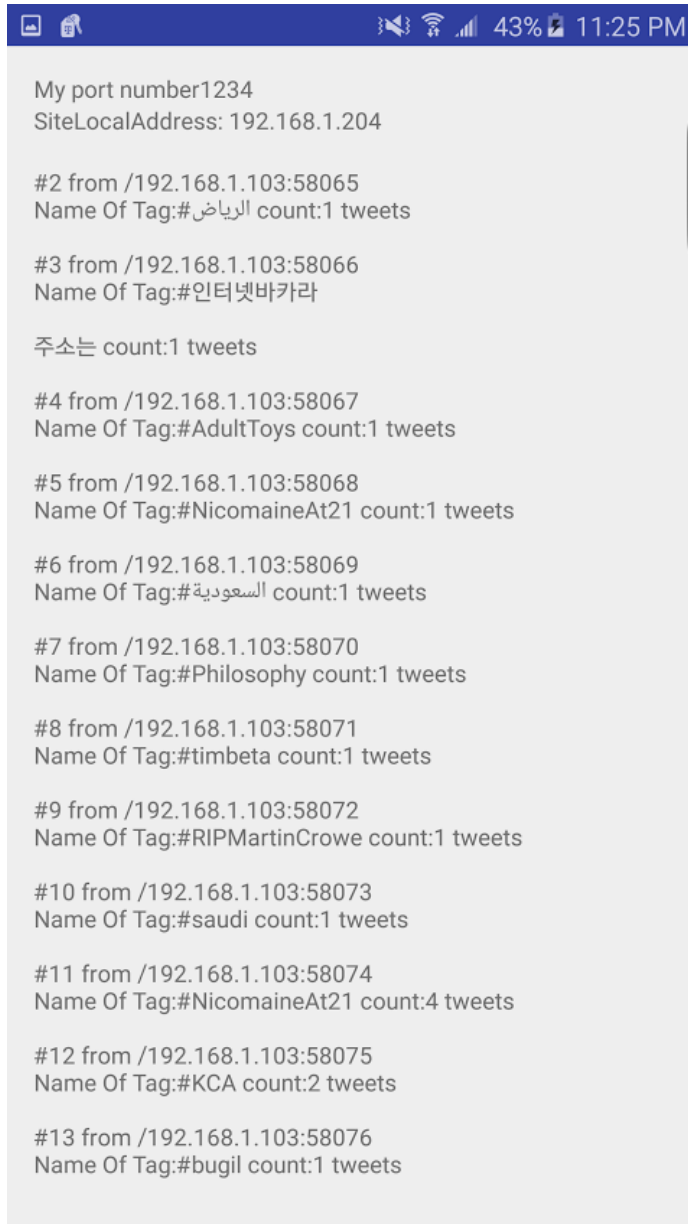 43% 11:25 PM
My port number1234
SiteLocalAddress: 192.168.1.204
#2 from /192.168.1.103:58065
Name Of Tag:#الرياض count:1 tweets
#3 from /192.168.1.103:58066
Name Of Tag:#인터넷바카라
주소는 count:1 tweets
#4 from /192.168.1.103:58067
Name Of Tag:#AdultToys count:1 tweets
#5 from /192.168.1.103:58068
Name Of Tag:#NicomaineAt21 count:1 tweets
#6 from /192.168.1.103:58069
Name Of Tag:#السعودية count:1 tweets
#7 from /192.168.1.103:58070
Name Of Tag:#Philosophy count:1 tweets
#8 from /192.168.1.103:58071
Name Of Tag:#timbeta count:1 tweets
#9 from /192.168.1.103:58072
Name Of Tag:#RIPMartinCrowe count:1 tweets
#10 from /192.168.1.103:58073
Name Of Tag:#saudi count:1 tweets
#11 from /192.168.1.103:58074
Name Of Tag:#NicomaineAt21 count:4 tweets
#12 from /192.168.1.103:58075
Name Of Tag:#KCA count:2 tweets
#13 from /192.168.1.103:58076
Name Of Tag:#bugil count:1 tweets